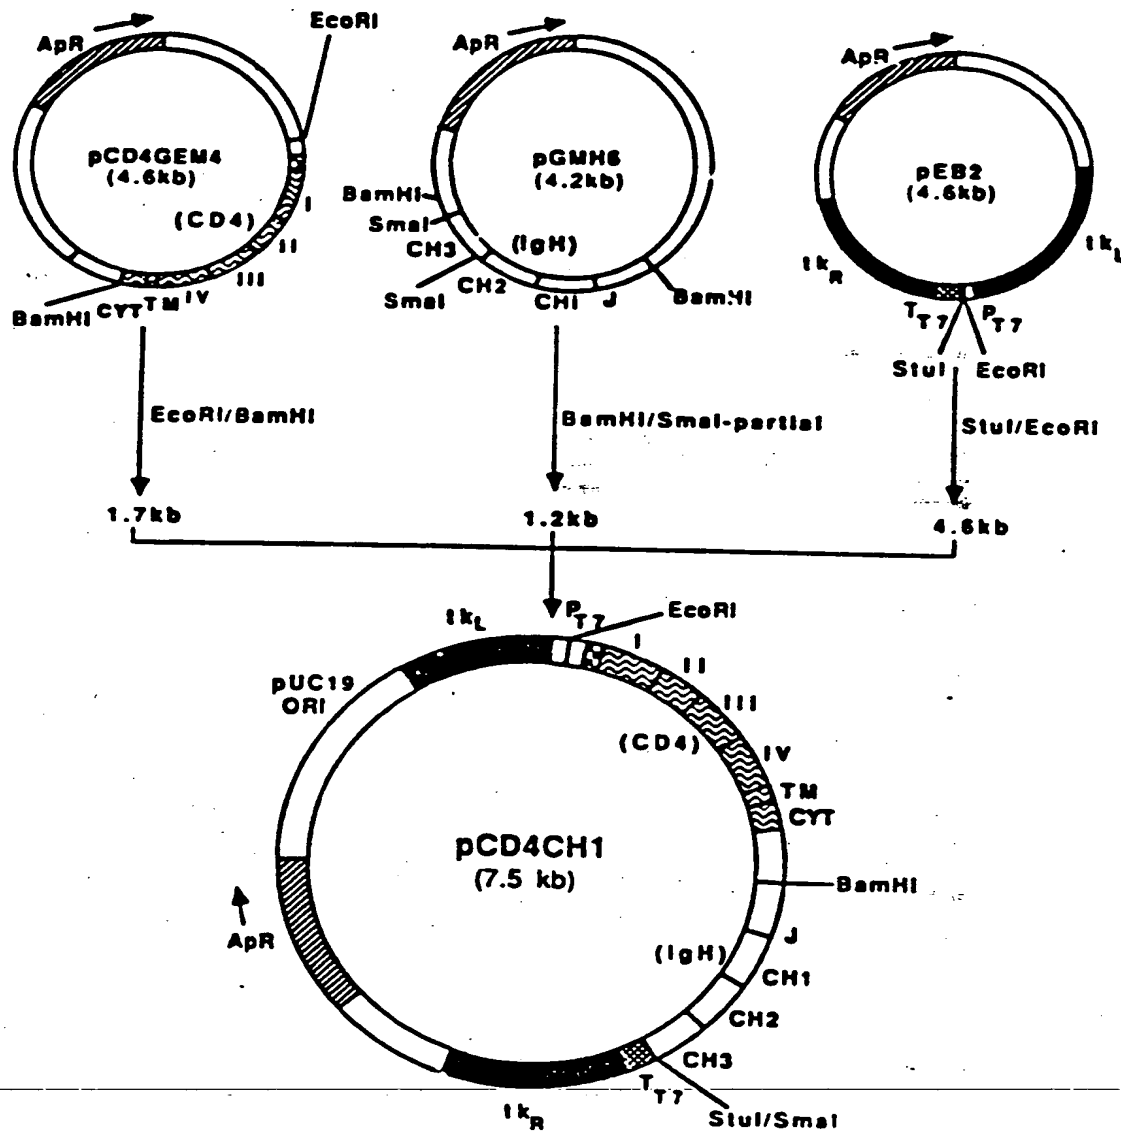 ApR
EcoRI
pCD4GEM4
(4.6kb)
(CD4)
I
II
III
IV
TM
CYT
BamHI
ApR
pGMH6
(4.2kb)
BamHI
SmaI
CH3
(IgH)
SmaI
CH2
CH1
J
BamHI
ApR
pEB2
(4.6kb)
tkR
tkL
TT7
PT7
StuI
EcoRI
EcoRI/BamHI
BamHI/SmaI-partial
StuI/EcoRI
1.7kb
1.2kb
4.6kb
tkL
PT7
EcoRI
I
II
III
IV
TM
CYT
(CD4)
pUC19
ORI
pCD4CH1
(7.5 kb)
BamHI
ApR
(IgH)
J
CH1
CH2
CH3
TT7
tkR
StuI/SmaI